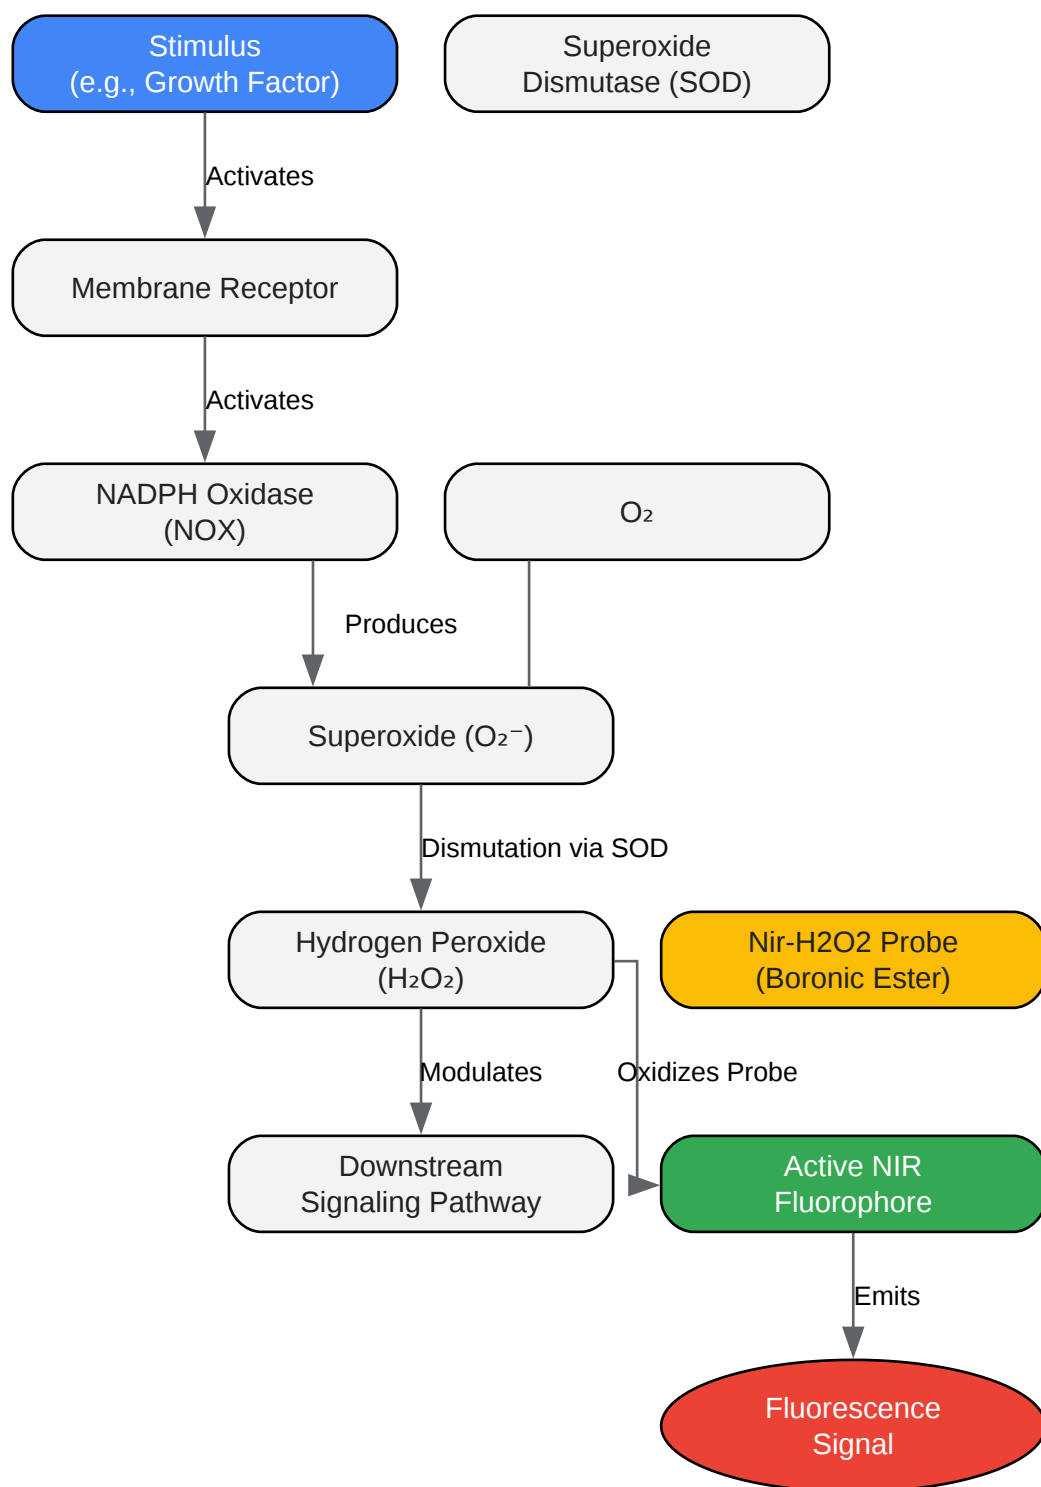 Stimulus
(e.g., Growth Factor)
Superoxide
Dismutase (SOD)
Activates
Membrane Receptor
Activates
NADPH Oxidase
(NOX)
O₂
Produces
Superoxide (O₂⁻)
Dismutation via SOD
Hydrogen Peroxide
(H₂O₂)
Nir-H2O2 Probe
(Boronic Ester)
Modulates
Oxidizes Probe
Downstream
Signaling Pathway
Active NIR
Fluorophore
Emits
Fluorescence
Signal